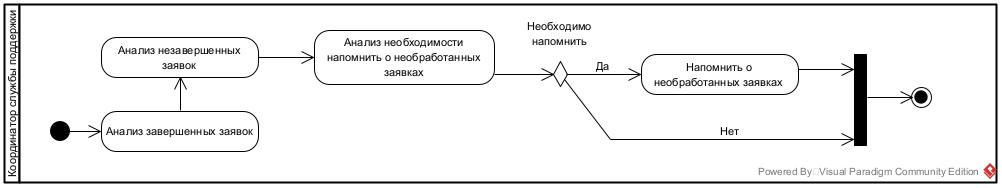 Координатор службы поддержки
Анализ незавершенных
заявок
Анализ завершенных заявок
Анализ необходимости
напомнить о необработанных
заявках
Необходимо
напомнить
Да
Напомнить о
необработанных заявках
Нет
Powered By Visual Paradigm Community Edition